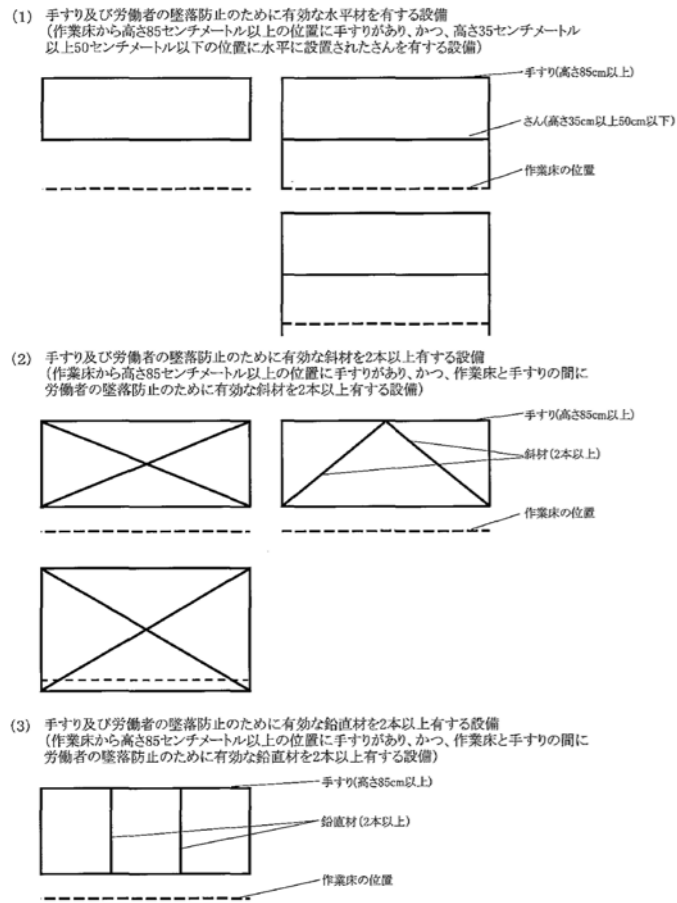 (1) 手すり及び労働者の墜落防止のために有効な水平材を有する設備
(作業床から高さ85センチメートル以上の位置に手すりがあり、かつ、高さ35センチメートル
以上50センチメートル以下の位置に水平に設置されたさんを有する設備)
手すり(高さ85cm以上)
さん(高さ35cm以上50cm以下)
作業床の位置
(2) 手すり及び労働者の墜落防止のために有効な斜材を2本以上有する設備
(作業床から高さ85センチメートル以上の位置に手すりがあり、かつ、作業床と手すりの間に
労働者の墜落防止のために有効な斜材を2本以上有する設備)
手すり(高さ85cm以上)
斜材(2本以上)
作業床の位置
(3) 手すり及び労働者の墜落防止のために有効な鉛直材を2本以上有する設備
(作業床から高さ85センチメートル以上の位置に手すりがあり、かつ、作業床と手すりの間に
労働者の墜落防止のために有効な鉛直材を2本以上有する設備)
手すり(高さ85cm以上)
鉛直材(2本以上)
作業床の位置